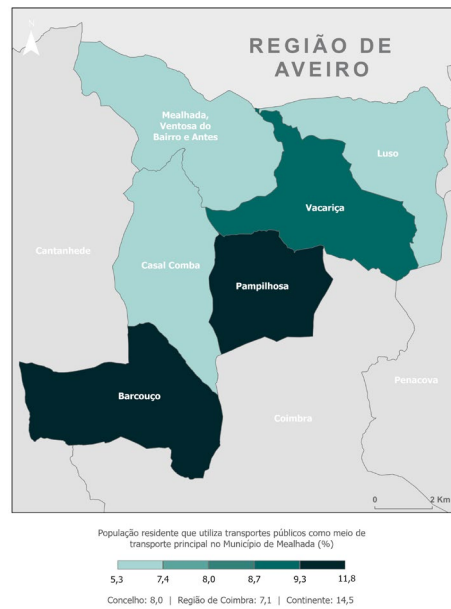 N
REGIÃO DE
AVEIRO
Mealhada,
Ventosa do
Bairro e Antes
Luso
Vacariça
Cantanhede
Casal Comba
Pampilhosa
Penacova
Barcouço
Coimbra
0 2 Km
População residente que utiliza transportes públicos como meio de
transporte principal no Município de Mealhada (%)
5,3 7,4 8,0 8,7 9,3 11,8
Concelho: 8,0 | Região de Coimbra: 7,1 | Continente: 14,5